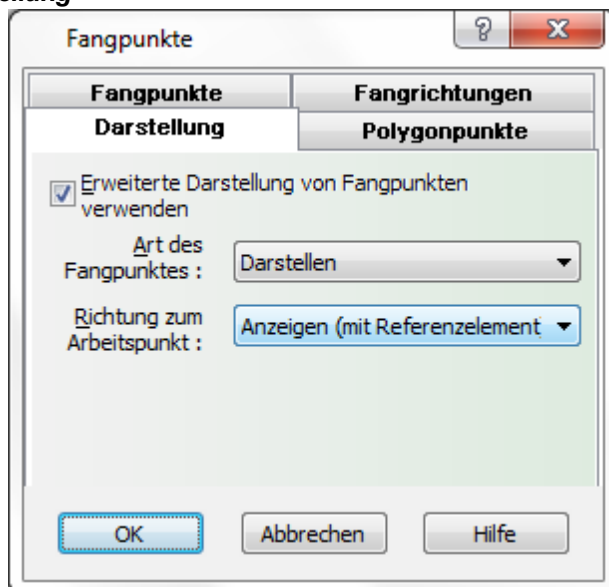 Fangpunkte
Fangpunkte Fangrichtungen
Darstellung Polygonpunkte
Erweiterte Darstellung von Fangpunkten
verwenden
Art des
Fangpunktes : Darstellen
Richtung zum
Arbeitspunkt : Anzeigen (mit Referenzelement
OK Abbrechen Hilfe